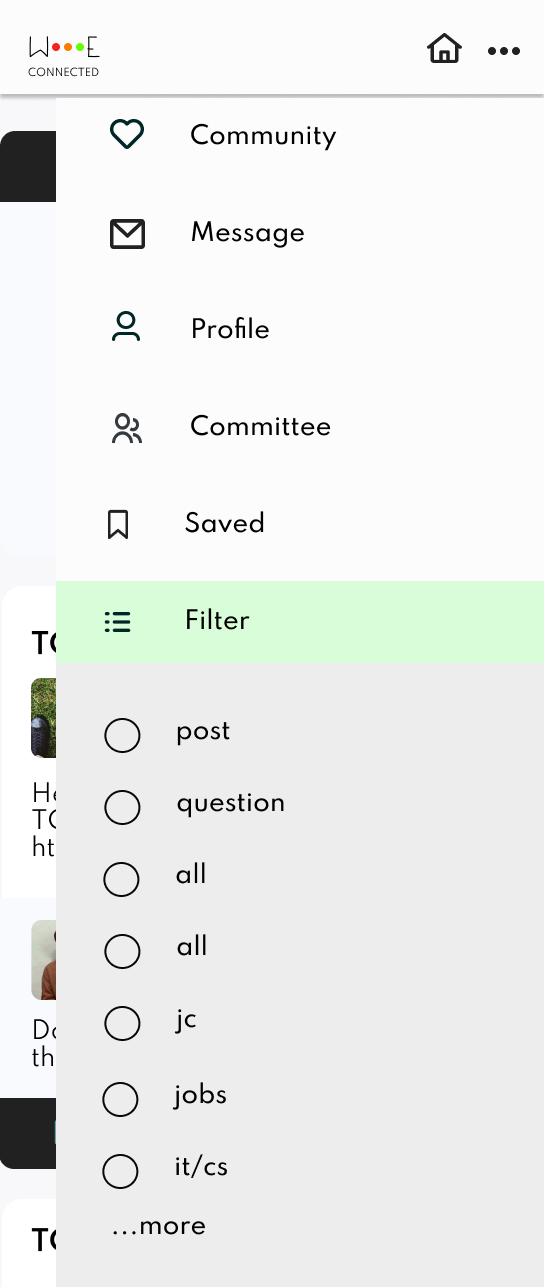 W...E
CONNECTED
Community
Message
Profile
Committee
Saved
Filter
post
question
all
all
jc
jobs
it/cs
...more